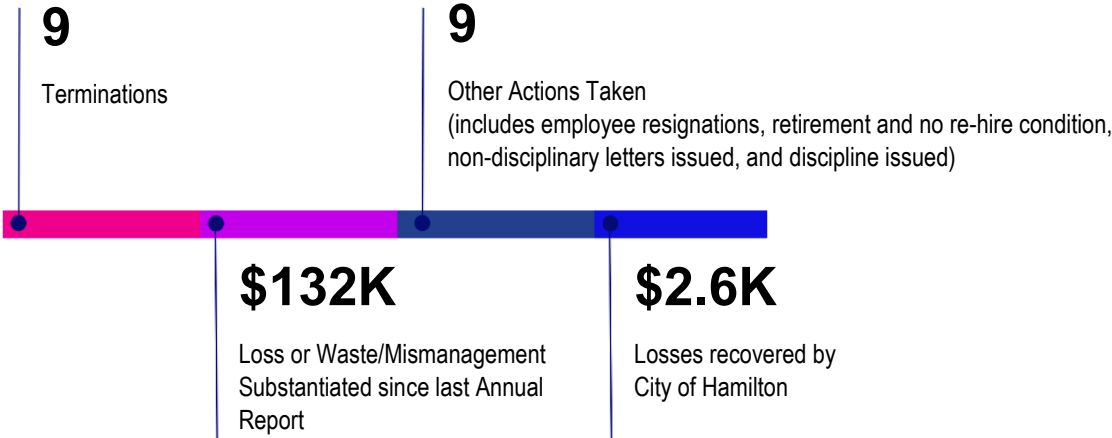 9
Terminations
9
Other Actions Taken
(includes employee resignations, retirement and no re-hire condition,
non-disciplinary letters issued, and discipline issued)
$132K
Loss or Waste/Mismanagement
Substantiated since last Annual
Report
$2.6K
Losses recovered by
City of Hamilton